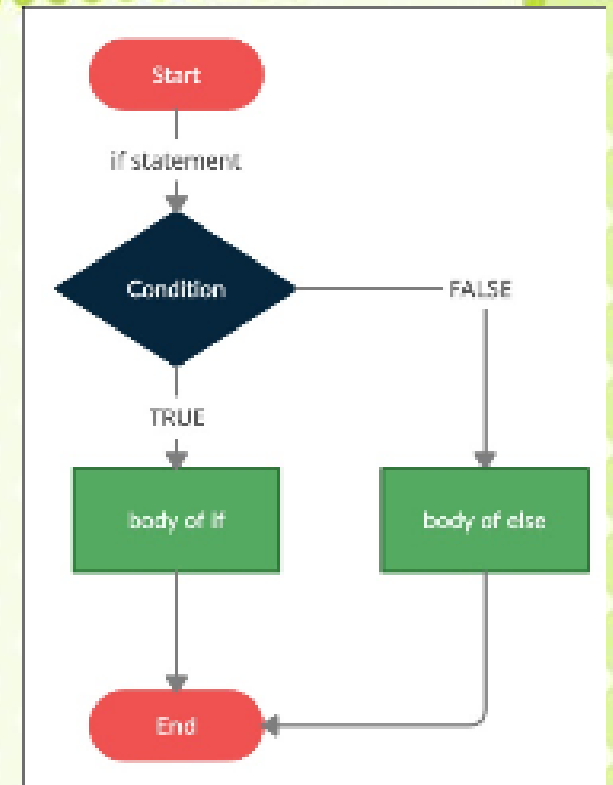 Start
if statement
Condition
FALSE
TRUE
body of If
body of else
End